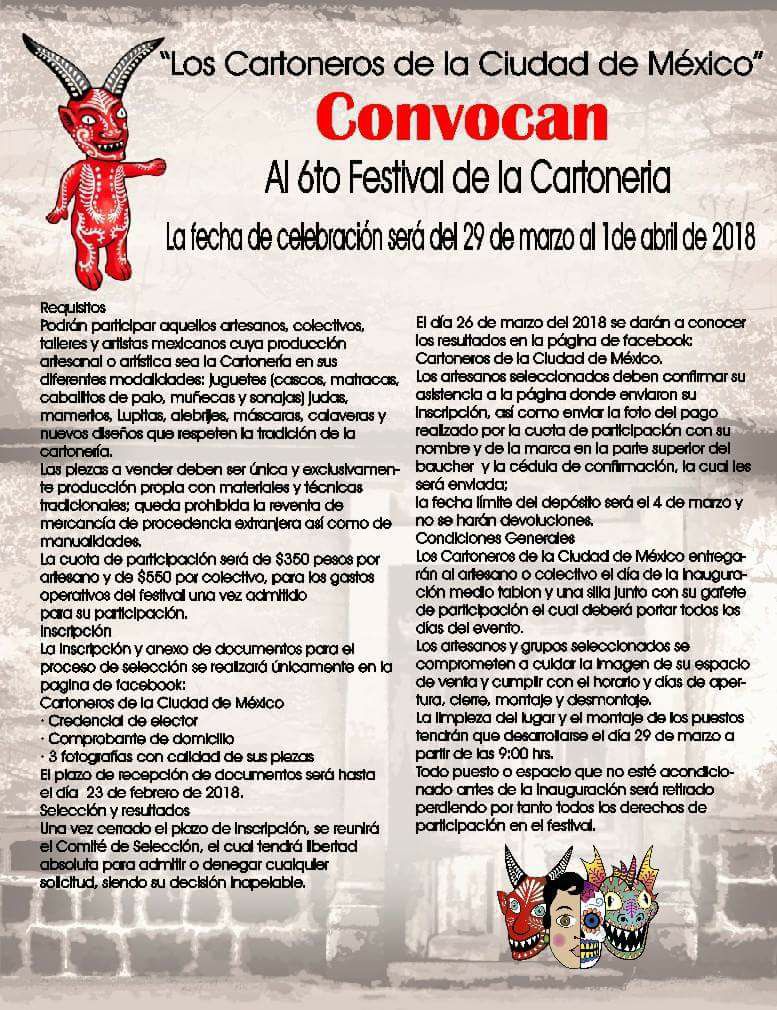 "Los Cartoneros de la Ciudad de México"
Convocan
Al 6to Festival de la Cartoneria
La fecha de celebración será del 29 de marzo al 1de abril de 2018
Requisitos
Podrán participar aquellos artesanos, colectivos,
talleres y artistas mexicanos cuya producción
artesanal o artística sea la Cartonería en sus
diferentes modalidades: juguetes (cascos, matracas,
caballitos de palo, muñecas y sonajas) judas,
mamertos, Lupitas, alebrijes, máscaras, calaveras y
nuevos diseños que respeten la tradición de la
cartonería.
Las piezas a vender deben ser única y exclusivamen-
te producción propia con materiales y técnicas
tradicionales; queda prohibida la reventa de
mercancía de procedencia extranjera así como de
manualidades.
La cuota de participación será de $350 pesos por
artesano y de $550 por colectivo, para los gastos
operativos del festival una vez admitido
para su participación.
Inscripción
La inscripción y anexo de documentos para el
proceso de selección se realizará únicamente en la
pagina de facebook:
Cartoneros de la Ciudad de México
· Credencial de elector
· Comprobante de domicilio
· 3 fotografías con calidad de sus piezas
El plazo de recepción de documentos será hasta
el día 23 de febrero de 2018.
Selección y resultados
Una vez cerrado el plazo de inscripción, se reunirá
el Comité de Selección, el cual tendrá libertad
absoluta para admitir o denegar cualquier
solicitud, siendo su decisión inapelable.
El día 26 de marzo del 2018 se darán a conocer
los resultados en la página de facebook:
Cartoneros de la Ciudad de México.
Los artesanos seleccionados deben confirmar su
asistencia a la página donde enviaron su
inscripción, así como enviar la foto del pago
realizado por la cuota de participación con su
nombre y de la marca en la parte superior del
baucher y la cédula de confirmación, la cual les
será enviada;
la fecha límite del depósito será el 4 de marzo y
no se harán devoluciones.
Condiciones Generales
Los Cartoneros de la Ciudad de México entrega-
rán al artesano o colectivo el día de la inaugura-
ción medio tablon y una silla junto con su gafete
de participación el cual deberá portar todos los
días del evento.
Los artesanos y grupos seleccionados se
comprometen a cuidar la imagen de su espacio
de venta y cumplir con el horario y días de aper-
tura, cierre, montaje y desmontaje.
La limpieza del lugar y el montaje de los puestos
tendrán que desarrollarse el día 29 de marzo a
partir de las 9:00 hrs.
Todo puesto o espacio que no esté acondicio-
nado antes de la inauguración será retirado
perdiendo por tanto todos los derechos de
participación en el festival.